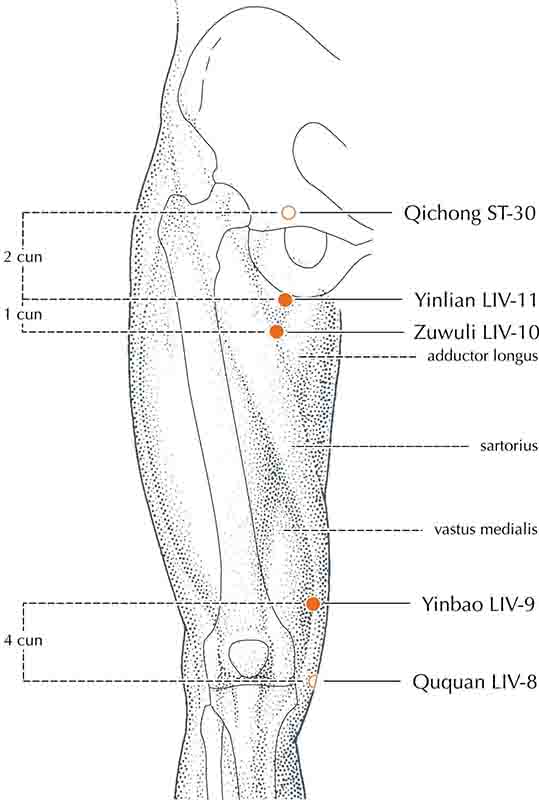 Qichong ST-30
2 cun
Yinlian LIV-11
1 cun
Zuwuli LIV-10
adductor longus
sartorius
vastus medialis
Yinbao LIV-9
4 cun
Ququan LIV-8